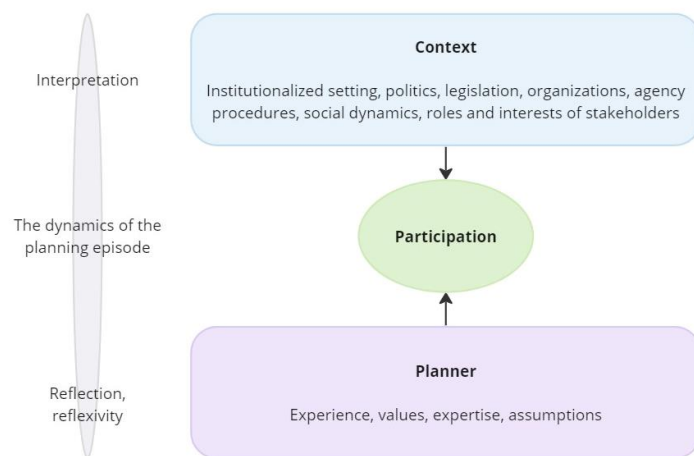 Interpretation
Context
Institutionalized setting, politics, legislation, organizations, agency
procedures, social dynamics, roles and interests of stakeholders
The dynamics of the
planning episode
Participation
Reflection,
reflexivity
Planner
Experience, values, expertise, assumptions